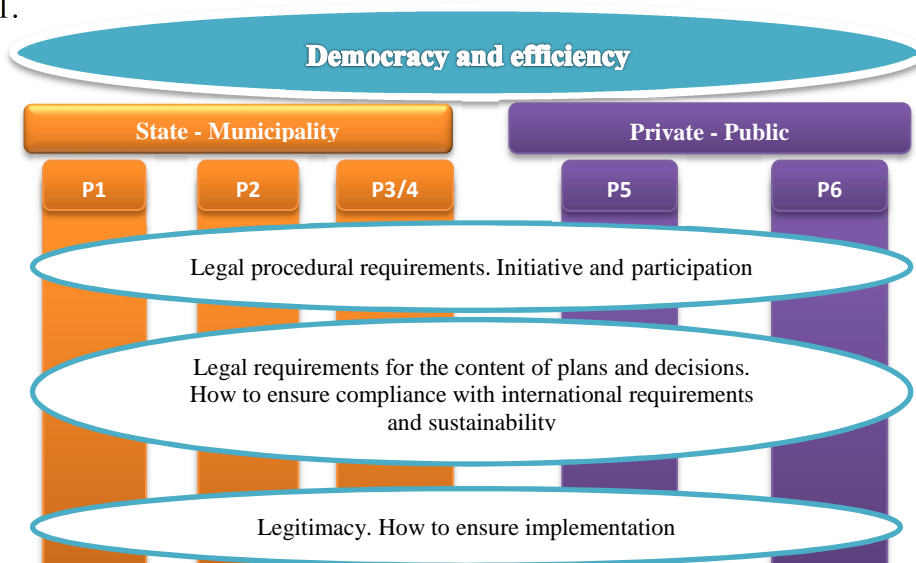 1.
Democracy and efficiency
State - Municipality
Private - Public
P1
P2
P3/4
P5
P6
Legal procedural requirements. Initiative and participation
Legal requirements for the content of plans and decisions.
How to ensure compliance with international requirements
and sustainability
Legitimacy. How to ensure implementation